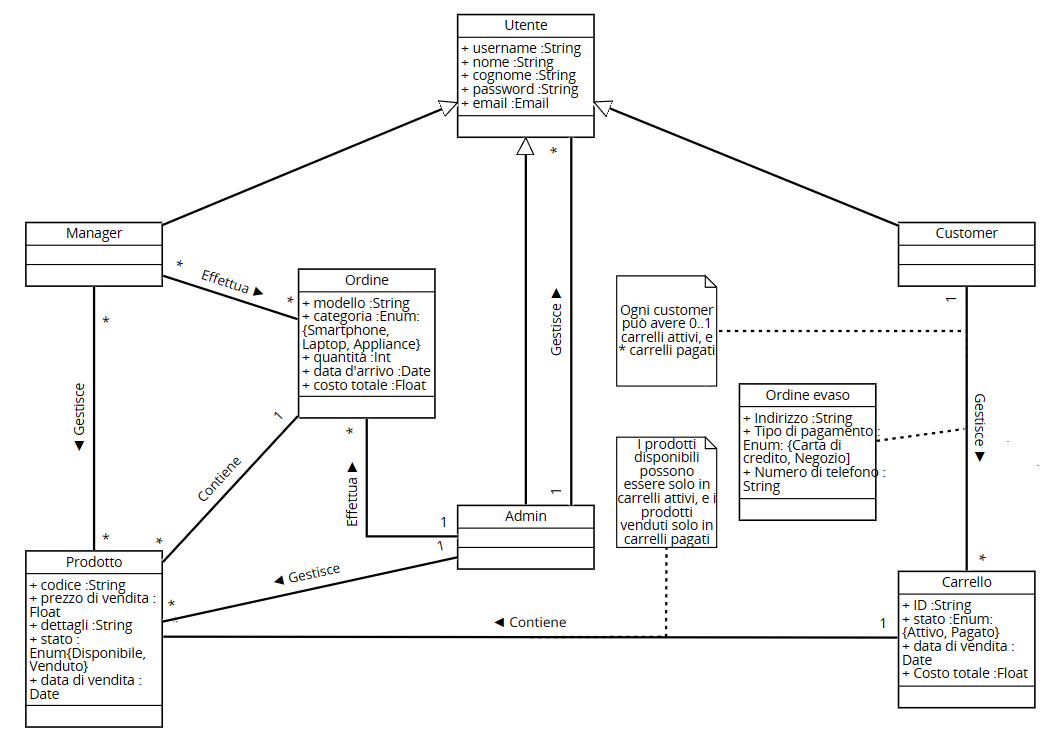 Utente
+ username :String
+ nome :String
+ cognome :String
+ password :String
+ email :Email
Manager
Customer
* Effettua ► *
Ordine
+ modello :String
+ categoria :Enum:
{Smartphone,
Laptop, Appliance}
+ quantità :Int
+ data d'arrivo :Date
+ costo totale :Float
*
Gestisce ►
1
Ogni customer
può avere 0..1
carrelli attivi, e
* carrelli pagati
1
Gestisce ►
*
Ordine evaso
+ Indirizzo :String
+ Tipo di pagamento :
Enum: {Carta di
credito, Negozio]
+ Numero di telefono :
String
*
◄ Gestisce
*
1
Contiene
*
*
Effettua ►
1
I prodotti
disponibili
possono
essere solo in
carrelli attivi, e i
prodotti
venduti solo in
carrelli pagati
Admin
1
◄ Gestisce
*
Prodotto
+ codice :String
+ prezzo di vendita :
Float
+ dettagli :String
+ stato :
Enum{Disponibile,
Venduto}
+ data di vendita :
Date
*
◄ Contiene
1
Carrello
+ ID :String
+ stato :Enum:
{Attivo, Pagato}
+ data di vendita :
Date
+ Costo totale :Float